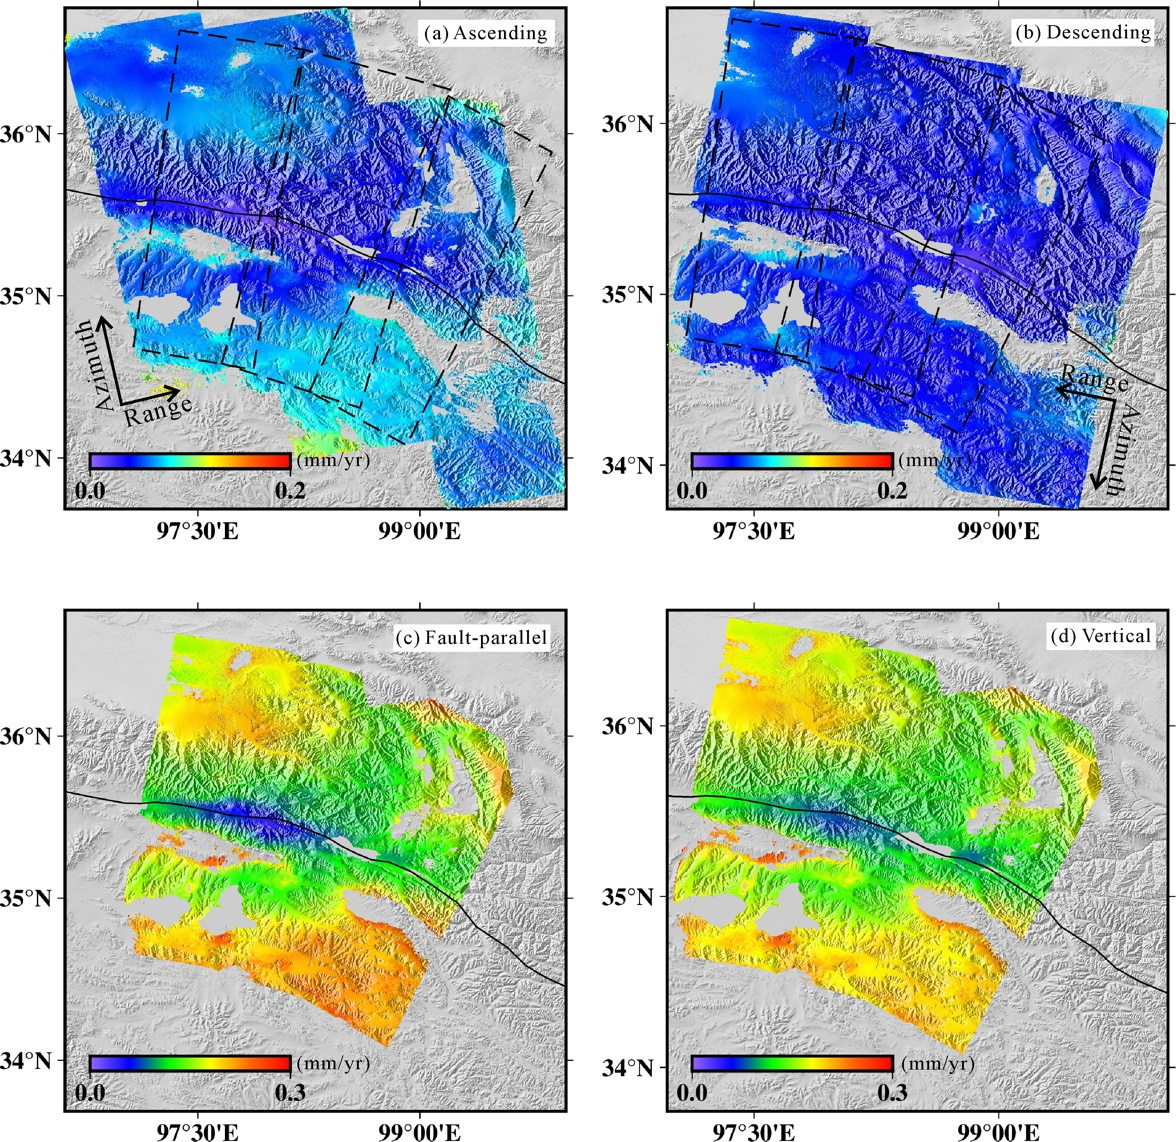 (a) Ascending
36°N
35°N
34°N
Azimuth
Range
(mm/yr)
0.0 0.2
97°30'E 99°00'E
(b) Descending
36°N
35°N
34°N
Range
Azimuth
(mm/yr)
0.0 0.2
97°30'E 99°00'E
(c) Fault-parallel
36°N
35°N
34°N
(mm/yr)
0.0 0.3
97°30'E 99°00'E
(d) Vertical
36°N
35°N
34°N
(mm/yr)
0.0 0.3
97°30'E 99°00'E